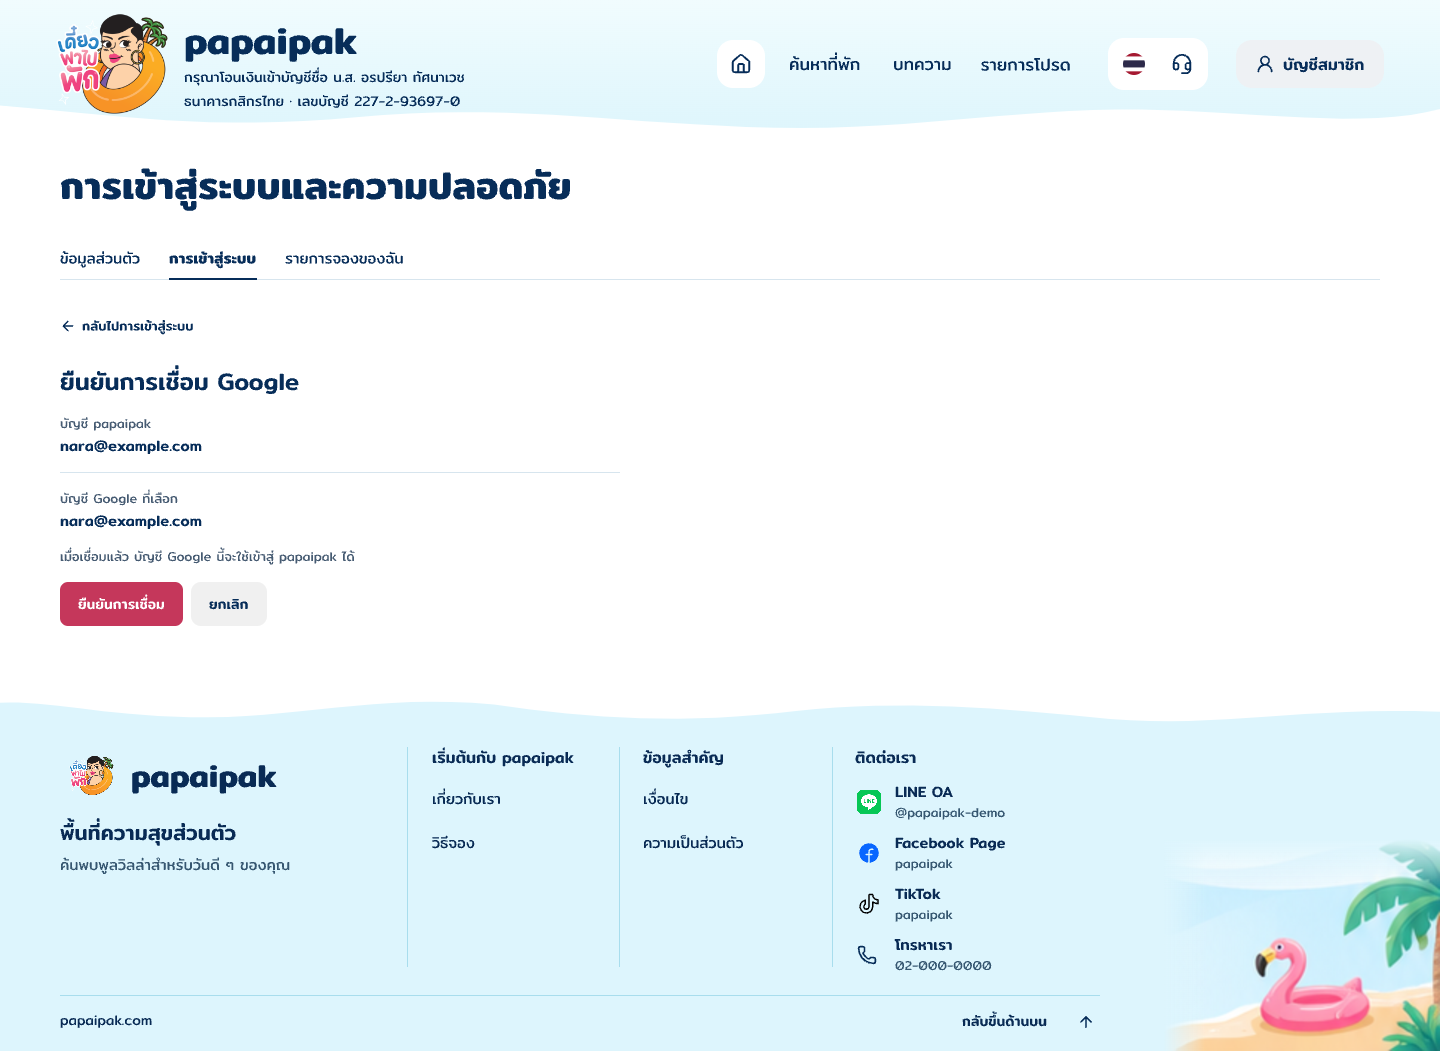 เดี๋ยว
พาไป
พัก
papaipak
กรุณาโอนเงินเข้าบัญชีชื่อ น.ส. อรปรียา ทัศนาเวช
ธนาคารกสิกรไทย · เลขบัญชี 227-2-93697-0
ค้นหาที่พัก
บทความ
รายการโปรด
บัญชีสมาชิก
การเข้าสู่ระบบและความปลอดภัย
ข้อมูลส่วนตัว
การเข้าสู่ระบบ
รายการจองของฉัน
กลับไปการเข้าสู่ระบบ
ยืนยันการเชื่อม Google
บัญชี papaipak
nara@example.com
บัญชี Google ที่เลือก
nara@example.com
เมื่อเชื่อมแล้ว บัญชี Google นี้จะใช้เข้าสู่ papaipak ได้
ยืนยันการเชื่อม
ยกเลิก
เดี๋ยว
พาไป
พัก
papaipak
พื้นที่ความสุขส่วนตัว
ค้นพบพูลวิลล่าสำหรับวันดี ๆ ของคุณ
เริ่มต้นกับ papaipak
เกี่ยวกับเรา
วิธีจอง
ข้อมูลสำคัญ
เงื่อนไข
ความเป็นส่วนตัว
ติดต่อเรา
LINE
LINE OA
@papaipak-demo
Facebook Page
papaipak
TikTok
papaipak
โทรหาเรา
02-000-0000
papaipak.com
กลับขึ้นด้านบน